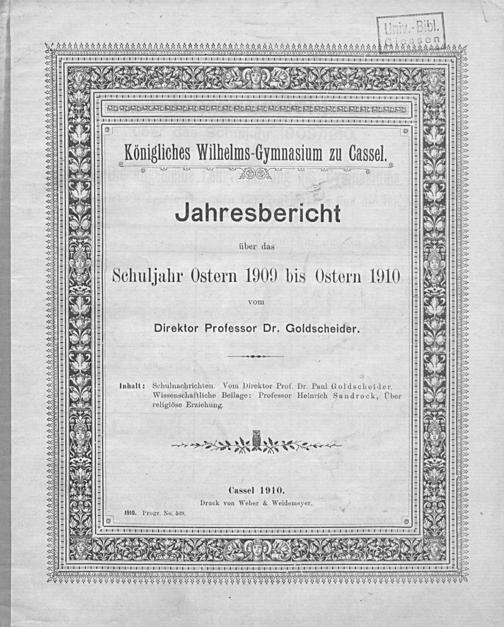 Univ.-Bibl.
Giessen
Königliches Wilhelms-Gymnasium zu Cassel.
Jahresbericht
über das
Schuljahr Ostern 1909 bis Ostern 1910
vom
Direktor Professor Dr. Goldscheider.
Inhalt: Schulnachrichten. Vom Direktor Prof. Dr. Paul Goldscheider.
Wissenschaftliche Beilage: Professor Heinrich Sandrock, Über
religiöse Erziehung.
Cassel 1910.
Druck von Weber & Weidemeyer.
1910. Progr. No.